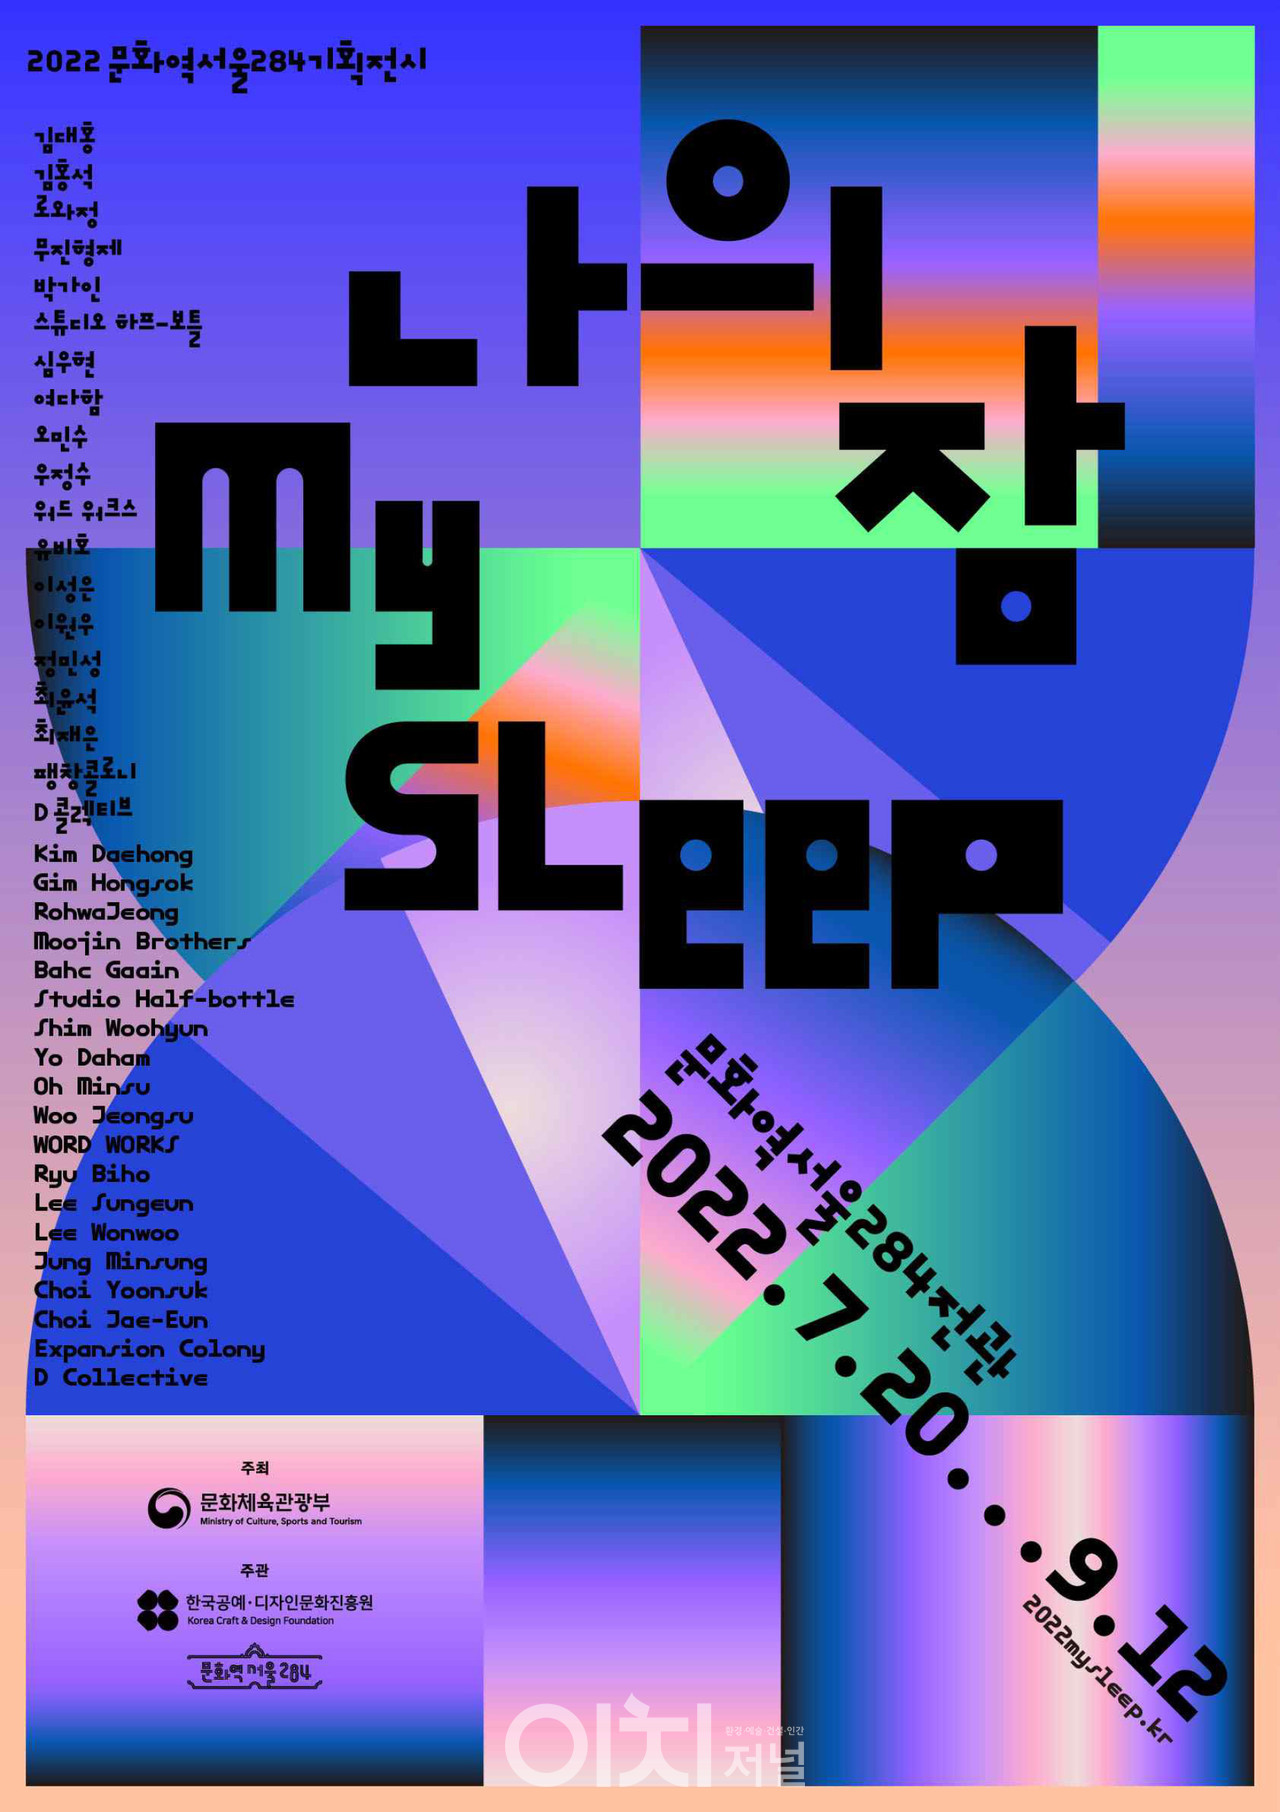 2022 문화역서울284기획전시
김대홍
김홍석
로와정
무진형제
박가인
스튜디오 하프-보틀
심우현
여다함
오민수
우정수
워드 워크스
유비호
이성은
이원우
정민성
최윤석
최재은
팽창콜로니
D 콜렉티브
Kim Daehong
Gim Hongsok
RohwaJeong
Moojin Brothers
Bahc Gaain
Studio Half-bottle
Shim Woohyun
Yo Daham
Oh Minsu
Woo Jeongsu
WORD WORKS
Ryu Biho
Lee Sungeun
Lee Wonwoo
Jung Minsung
Choi Yoonsuk
Choi Jae-Eun
Expansion Colony
D Collective
나의
잠
my
SLeep
문화역서울284전관
2022.7.20....9.12
2022mysleep.kr
주최
문화체육관광부
Ministry of Culture, Sports and Tourism
주관
한국공예·디자인문화진흥원
Korea Craft & Design Foundation
문화역서울284
이치
환경·예술·건설·인간
저널